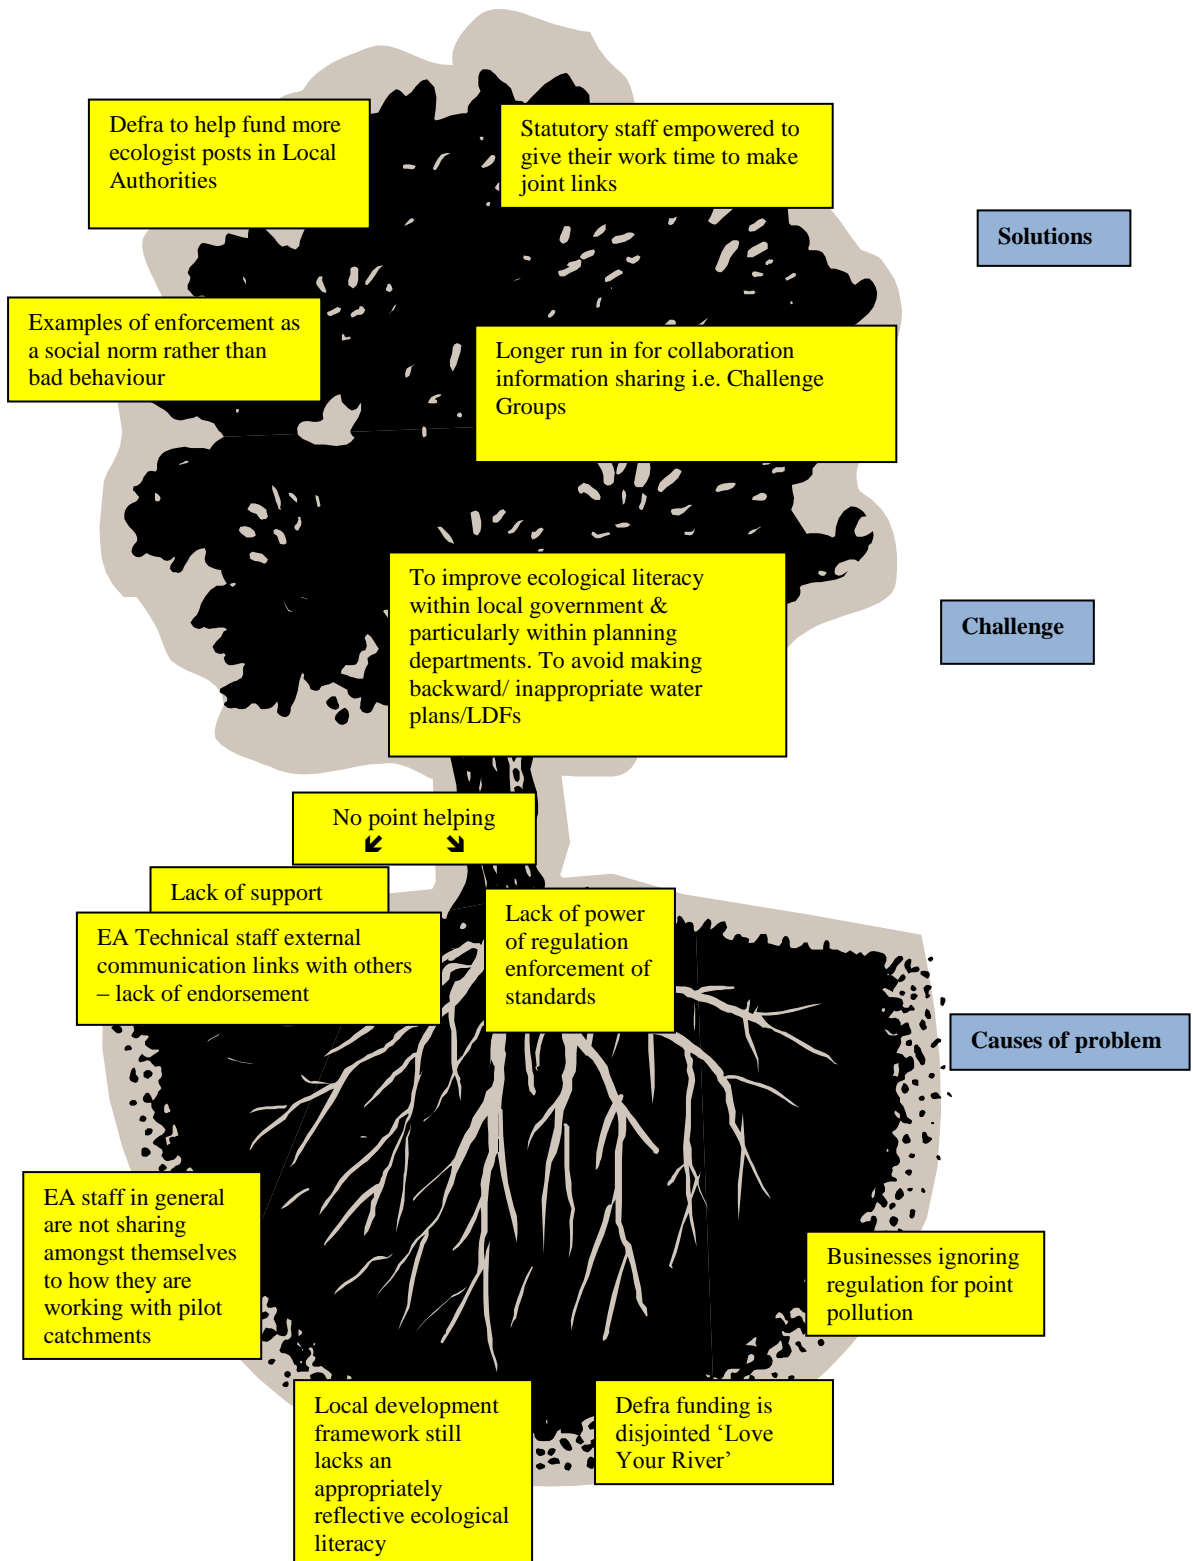 Defra to help fund more
ecologist posts in Local
Authorities
Statutory staff empowered to
give their work time to make
joint links
Solutions
Examples of enforcement as
a social norm rather than
bad behaviour
Longer run in for collaboration
information sharing i.e. Challenge
Groups
To improve ecological literacy
within local government &
particularly within planning
departments. To avoid making
backward/ inappropriate water
plans/LDFs
Challenge
No point helping
Lack of support
EA Technical staff external
communication links with others
– lack of endorsement
Lack of power
of regulation
enforcement of
standards
Causes of problem
EA staff in general
are not sharing
amongst themselves
to how they are
working with pilot
catchments
Businesses ignoring
regulation for point
pollution
Local development
framework still
lacks an
appropriately
reflective ecological
literacy
Defra funding is
disjointed ‘Love
Your River’